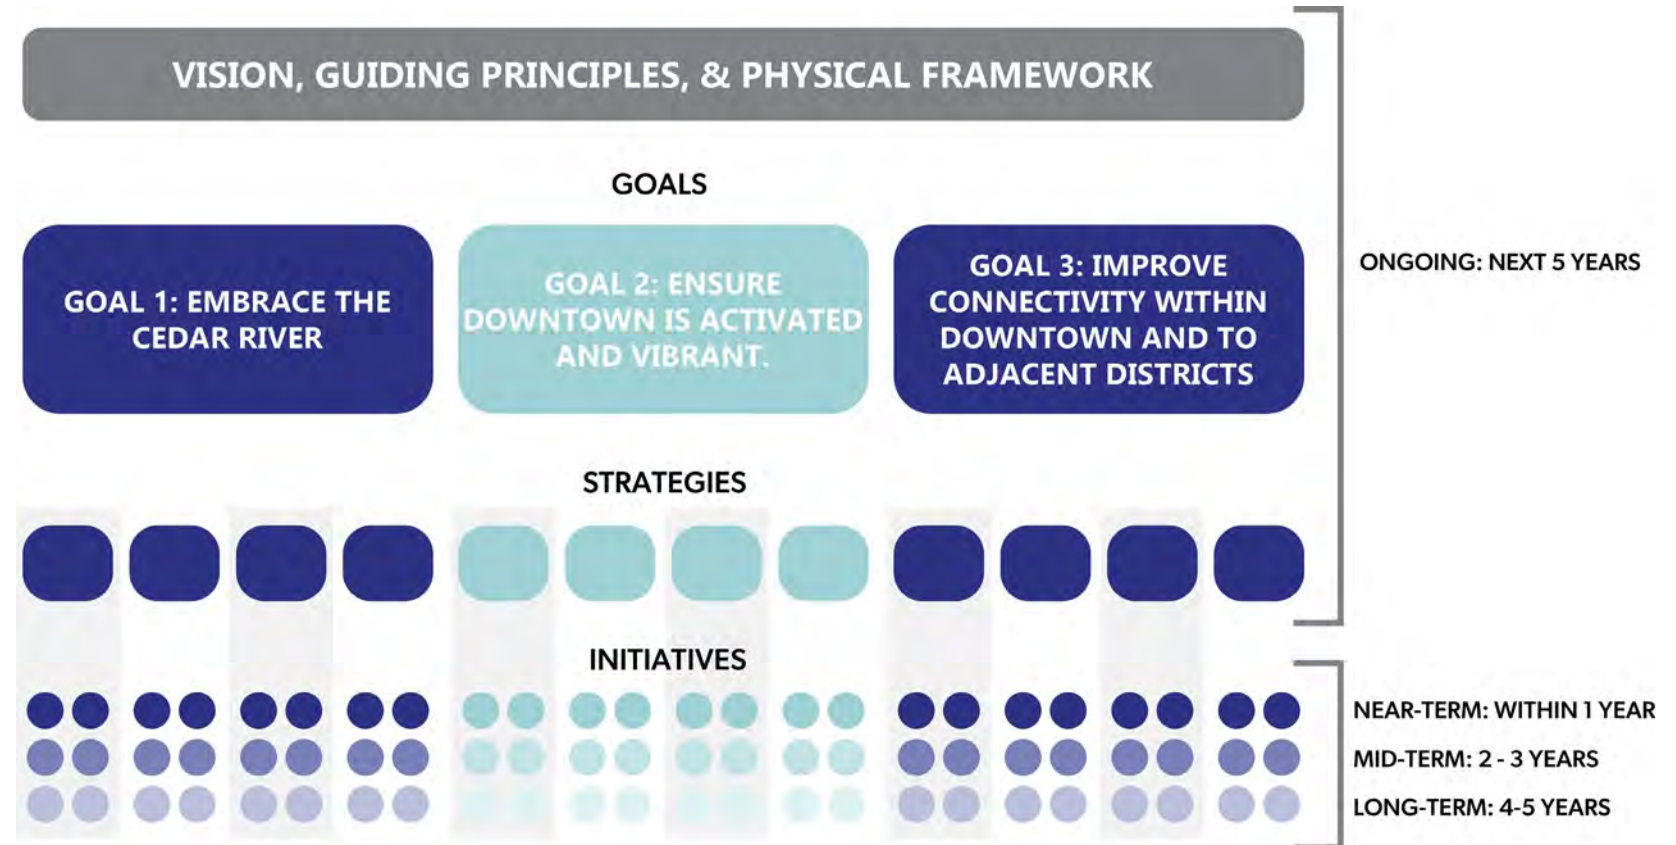 VISION, GUIDING PRINCIPLES, & PHYSICAL FRAMEWORK
GOALS
GOAL 1: EMBRACE THE
CEDAR RIVER
GOAL 2: ENSURE
DOWNTOWN IS ACTIVATED
AND VIBRANT.
GOAL 3: IMPROVE
CONNECTIVITY WITHIN
DOWNTOWN AND TO
ADJACENT DISTRICTS
ONGOING: NEXT 5 YEARS
STRATEGIES
INITIATIVES
NEAR-TERM: WITHIN 1 YEAR
MID-TERM: 2 - 3 YEARS
LONG-TERM: 4-5 YEARS